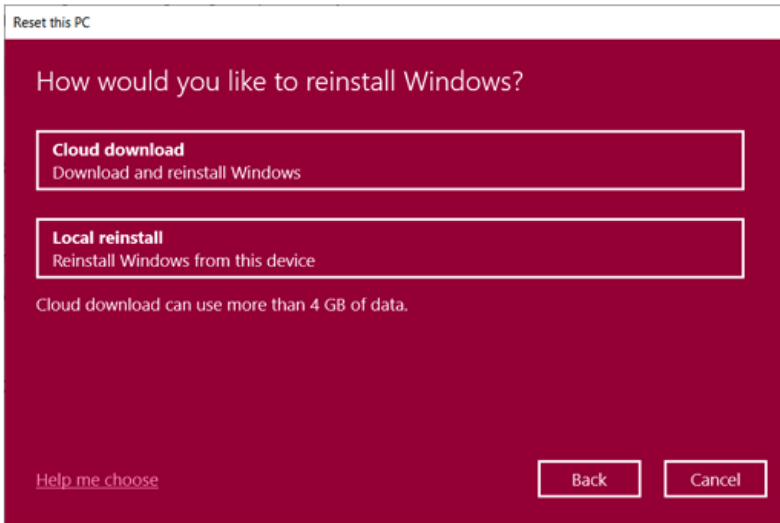 Reset this PC
How would you like to reinstall Windows?
Cloud download
Download and reinstall Windows
Local reinstall
Reinstall Windows from this device
Cloud download can use more than 4 GB of data.
Help me choose
Back
Cancel